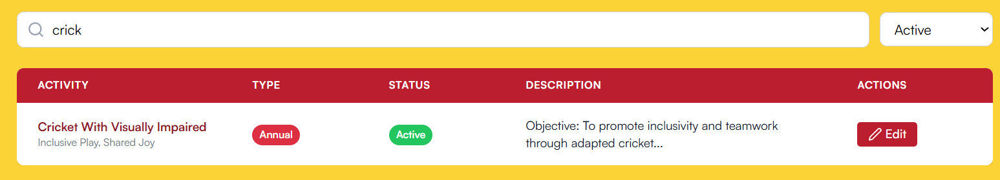 crick
Active
ACTIVITY
TYPE
STATUS
DESCRIPTION
ACTIONS
Cricket With Visually Impaired
Inclusive Play, Shared Joy
Annual
Active
Objective: To promote inclusivity and teamwork
through adapted cricket...
Edit